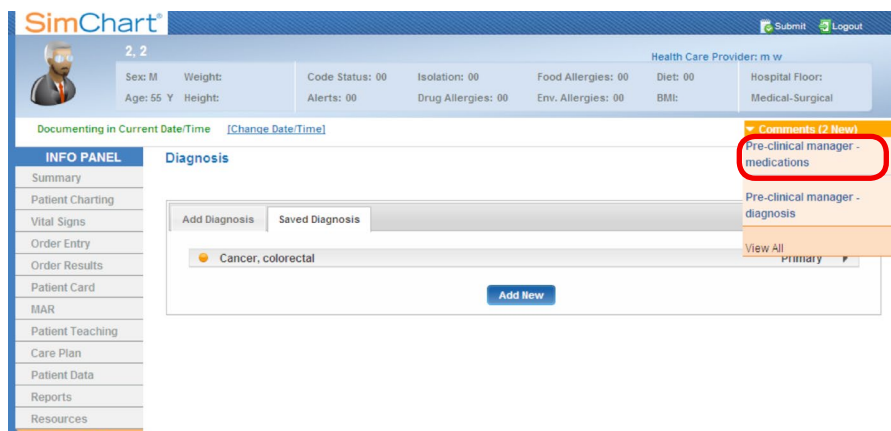 SimChart®
Submit Logout
2, 2
Health Care Provider: m w
Sex: M Weight: Code Status: 00 Isolation: 00 Food Allergies: 00 Diet: 00 Hospital Floor:
Age: 55 Y Height: Alerts: 00 Drug Allergies: 00 Env. Allergies: 00 BMI: Medical-Surgical
Documenting in Current Date/Time [Change Date/Time]
Comments (2 New)
Pre-clinical manager -
medications
Pre-clinical manager -
diagnosis
View All
INFO PANEL
Summary
Patient Charting
Vital Signs
Order Entry
Order Results
Patient Card
MAR
Patient Teaching
Care Plan
Patient Data
Reports
Resources
Diagnosis
Add Diagnosis Saved Diagnosis
Cancer, colorectal Primary
Add New